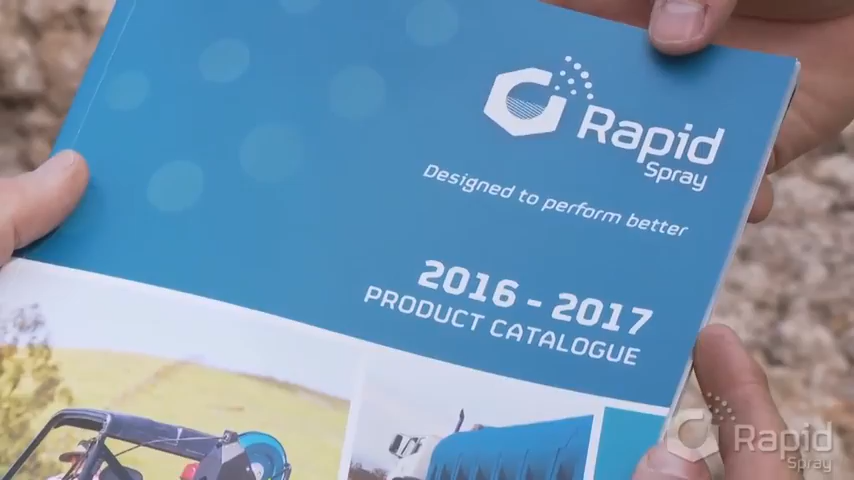 Rapid
Spray
Designed to perform better
2016 - 2017
PRODUCT CATALOGUE
Rapid
Spray